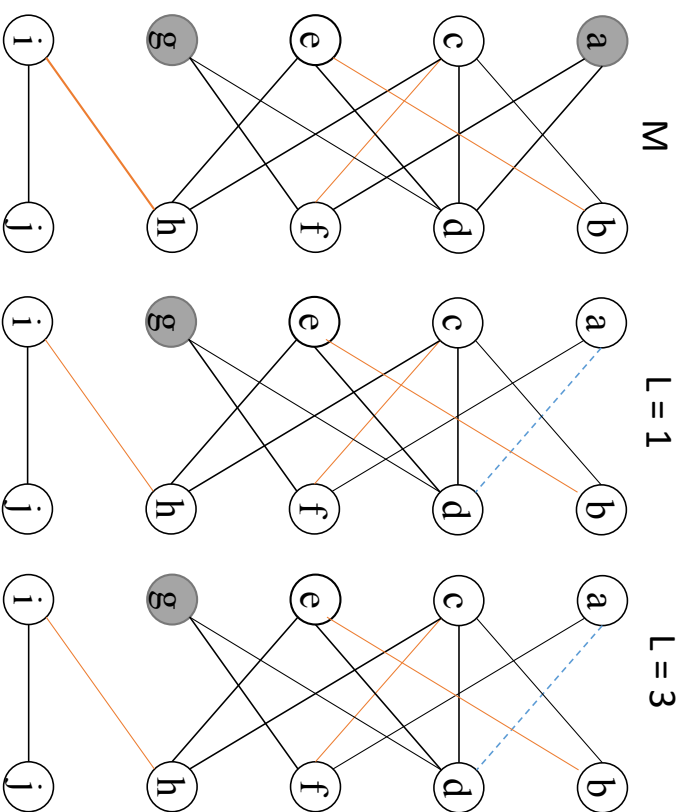 M L = 1 L = 3
a b a b a b
c d c d c d
e f e f e f
g h g h g h
i j i j i j